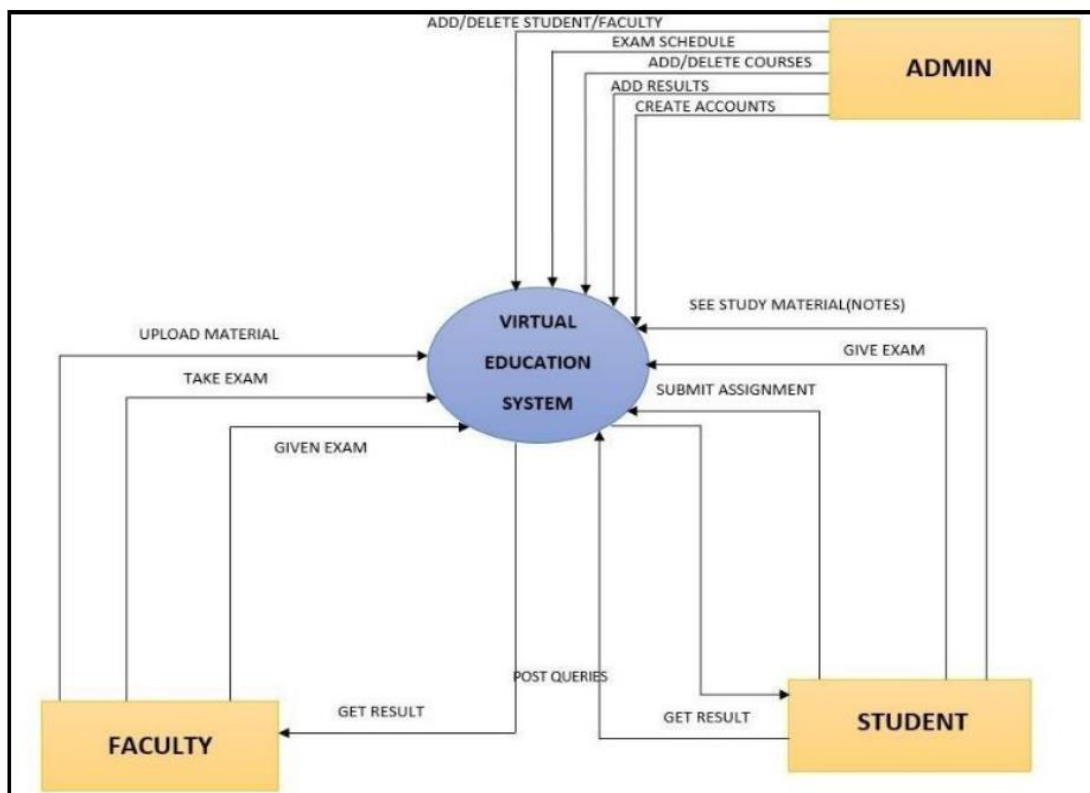 ADD/DELETE STUDENT/FACULTY
EXAM SCHEDULE
ADD/DELETE COURSES
ADD RESULTS
CREATE ACCOUNTS
ADMIN
VIRTUAL
EDUCATION
SYSTEM
UPLOAD MATERIAL
TAKE EXAM
GIVEN EXAM
SEE STUDY MATERIAL(NOTES)
GIVE EXAM
SUBMIT ASSIGNMENT
POST QUERIES
GET RESULT
GET RESULT
FACULTY
STUDENT